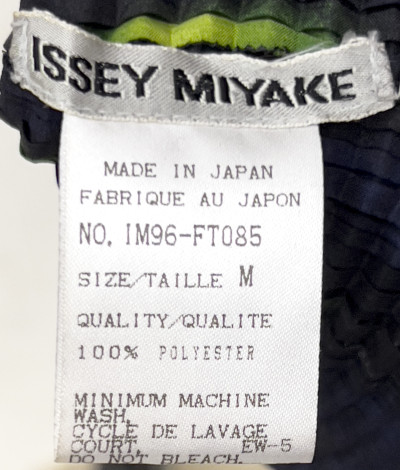 ISSEY MIYAKE
MADE IN JAPAN
FABRIQUE AU JAPON
NO. IM96-FT085
SIZE/TAILLE M
QUALITY/QUALITE
100% POLYESTER
MINIMUM MACHINE
WASH,
CYCLE DE LAVAGE
COURT, EW-5
DO NOT BLEACH.